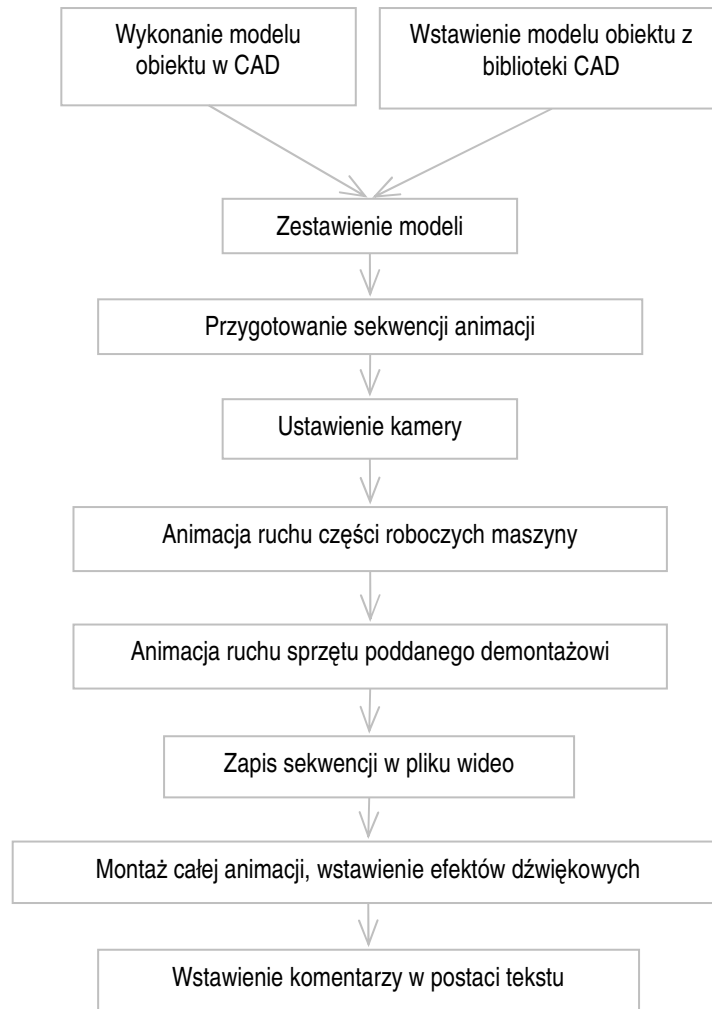 Wykonanie modelu
obiektu w CAD
Wstawienie modelu obiektu z
biblioteki CAD
Zestawienie modeli
Przygotowanie sekwencji animacji
Ustawienie kamery
Animacja ruchu części roboczych maszyny
Animacja ruchu sprzętu poddanego demontażowi
Zapis sekwencji w pliku wideo
Montaż całej animacji, wstawienie efektów dźwiękowych
Wstawienie komentarzy w postaci tekstu